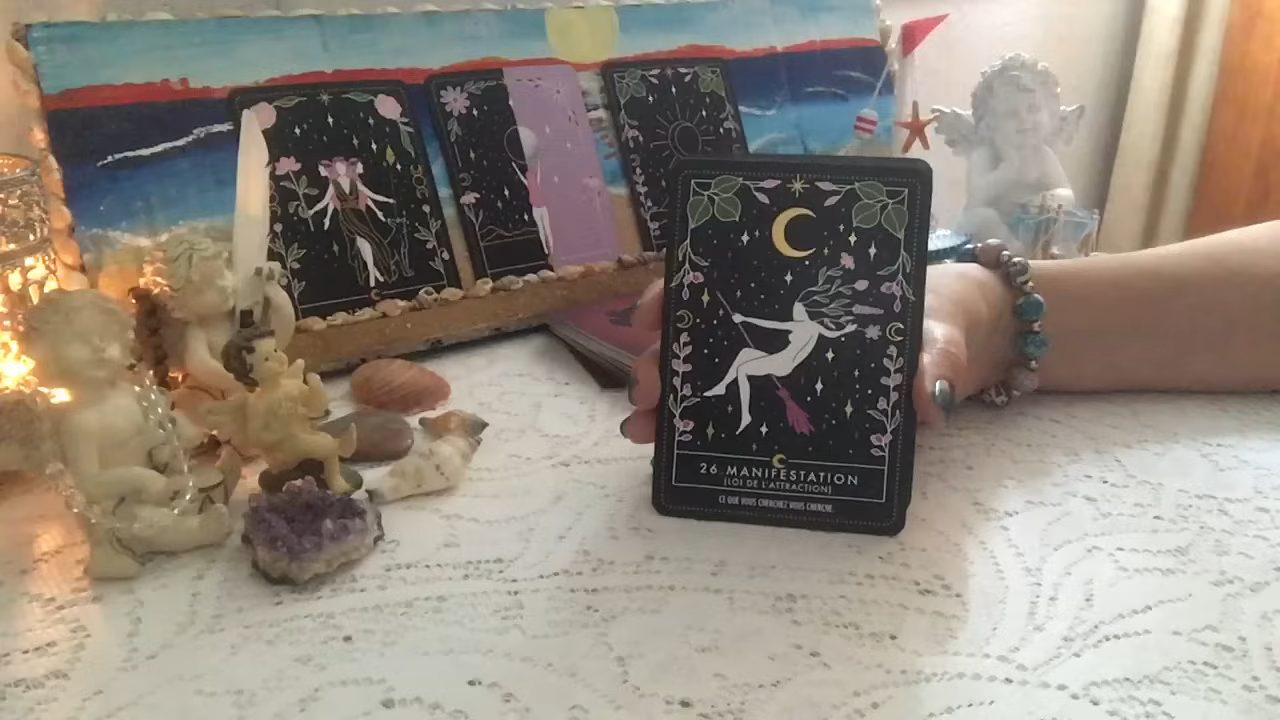 26 MANIFESTATION
(LOI DE L'ATTRACTION)
CE QUE VOUS CHERCHEZ VOUS CHERCHE.